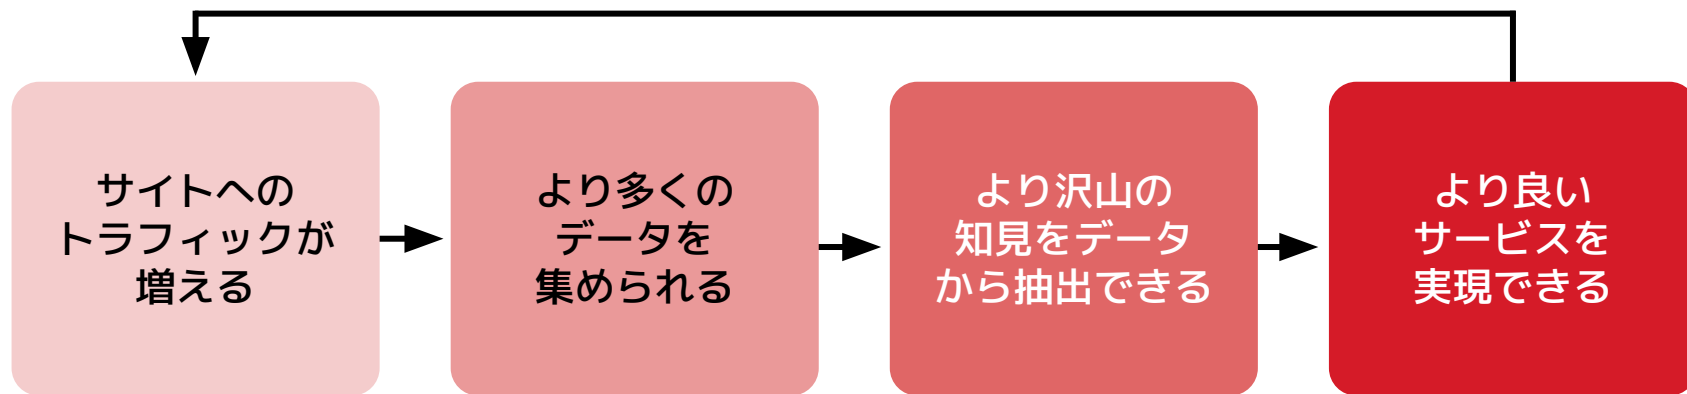 サイトへの
トラフィックが
増える
より多くの
データを
集められる
より沢山の
知見をデータ
から抽出できる
より良い
サービスを
実現できる